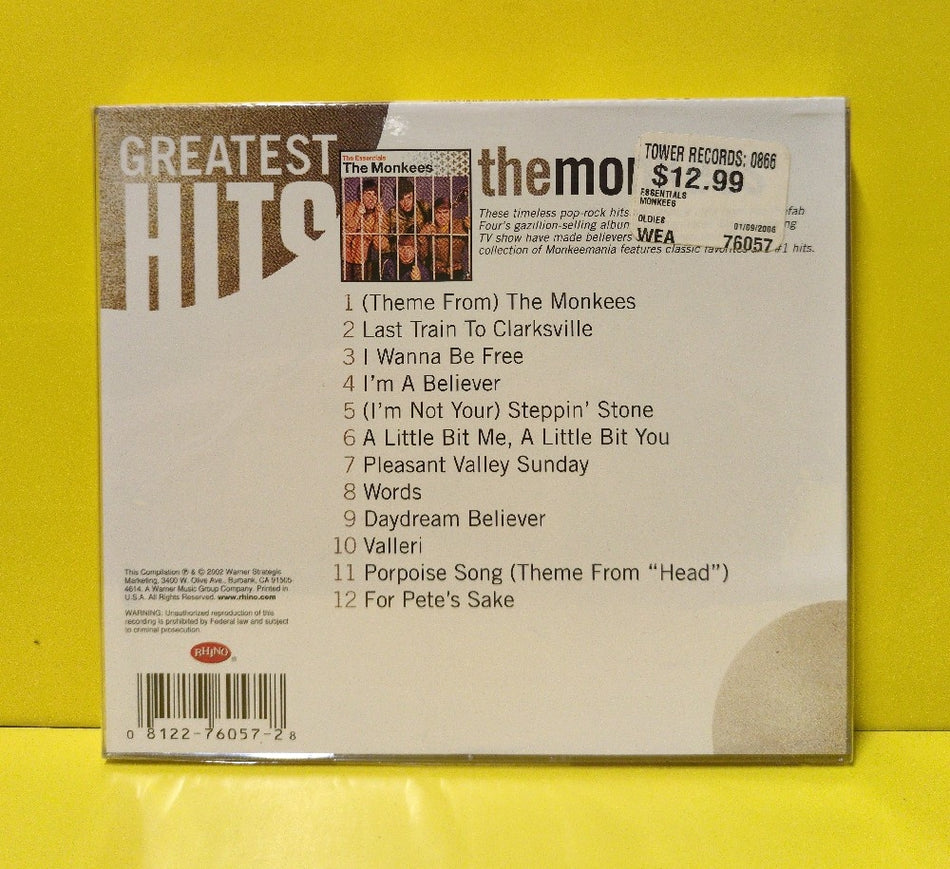 GREATEST
HITS
The Essentials
The Monkees
themon
These timeless pop-rock hits efab
Four's gazillion-selling album ng
TV show have made believers
collection of Monkeemania features classic favorites and #1 hits.
TOWER RECORDS: 0866
$12.99
ESSENTIALS
MONKEES
OLDIES
01/09/2006
WEA 76057
1 (Theme From) The Monkees
2 Last Train To Clarksville
3 I Wanna Be Free
4 I'm A Believer
5 (I'm Not Your) Steppin' Stone
6 A Little Bit Me, A Little Bit You
7 Pleasant Valley Sunday
8 Words
9 Daydream Believer
10 Valleri
11 Porpoise Song (Theme From “Head”)
12 For Pete's Sake
This Compilation ℗ & © 2002 Warner Strategic
Marketing, 3400 W. Olive Ave., Burbank, CA 91505
4614. A Warner Music Group Company. Printed in
U.S.A. All Rights Reserved. www.rhino.com
WARNING: Unauthorized reproduction of this
recording is prohibited by Federal law and subject
to criminal prosecution.
RHINO
0 8122-76057-2 8